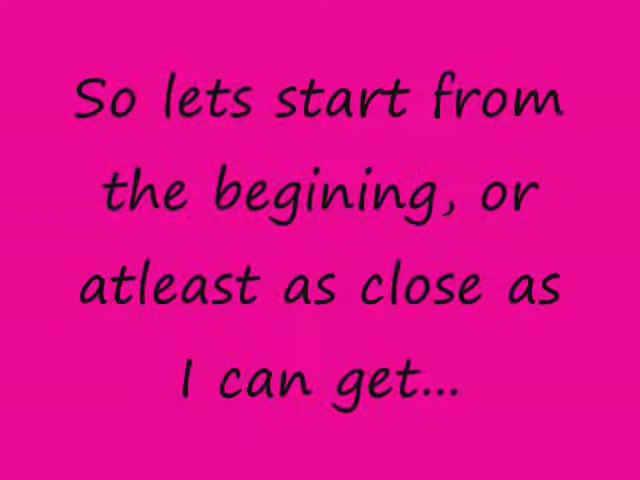 So lets start from
the begining, or
atleast as close as
I can get...